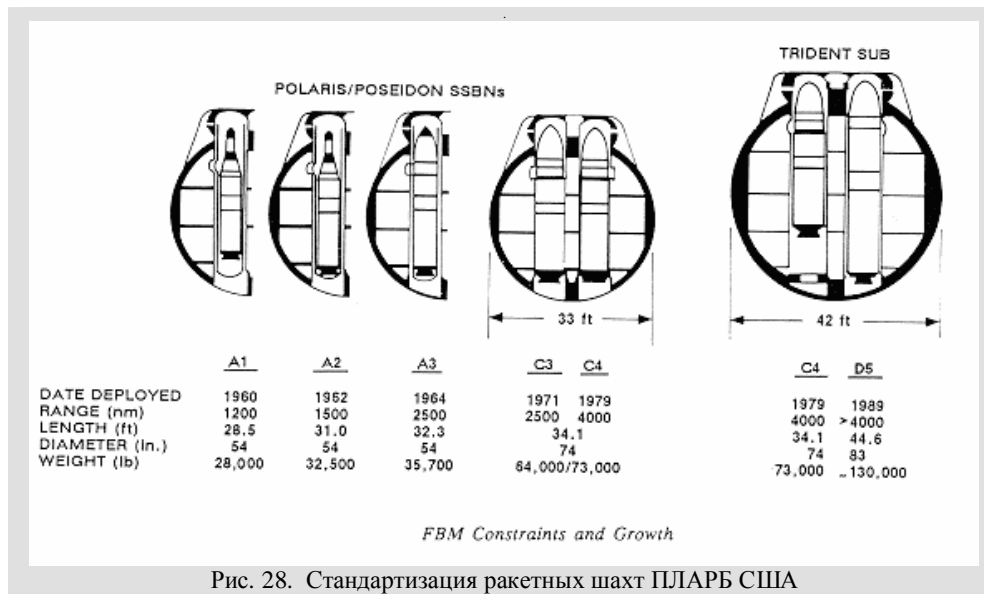 TRIDENT SUB
POLARIS/POSEIDON SSBNs
33 ft
42 ft
A1 A2 A3 C3 C4 C4 D5
DATE DEPLOYED 1960 1962 1964 1971 1979 1979 1989
RANGE (nm) 1200 1500 2500 2500 4000 4000 >4000
LENGTH (ft) 28.5 31.0 32.3 34.1 34.1 44.6
DIAMETER (in.) 54 54 54 74 74 83
WEIGHT (lb) 28,000 32,500 35,700 64,000/73,000 73,000 ~130,000
FBM Constraints and Growth
Рис. 28. Стандартизация ракетных шахт ПЛАРБ США